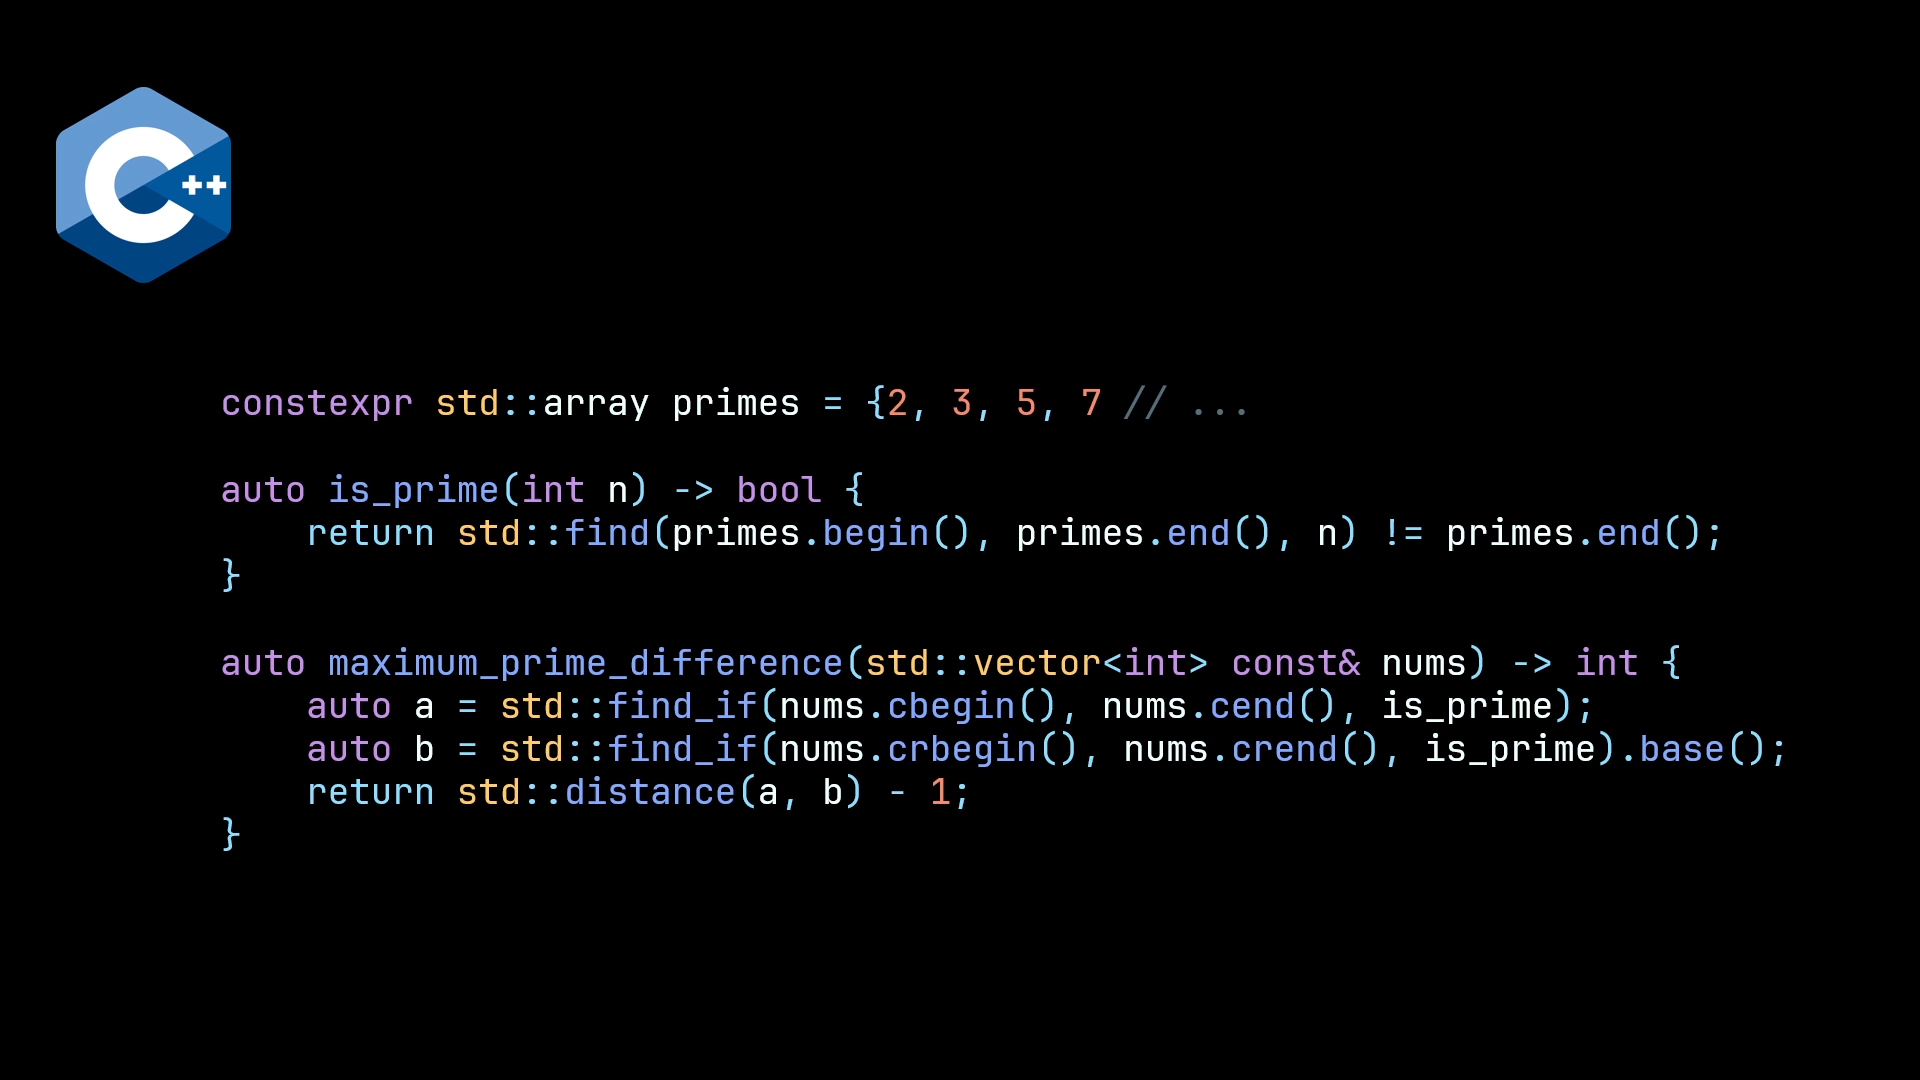 C++
constexpr std::array primes = {2, 3, 5, 7 // ...
auto is_prime(int n) -> bool {
    return std::find(primes.begin(), primes.end(), n) != primes.end();
}
auto maximum_prime_difference(std::vector<int> const& nums) -> int {
    auto a = std::find_if(nums.cbegin(), nums.cend(), is_prime);
    auto b = std::find_if(nums.crbegin(), nums.crend(), is_prime).base();
    return std::distance(a, b) - 1;
}